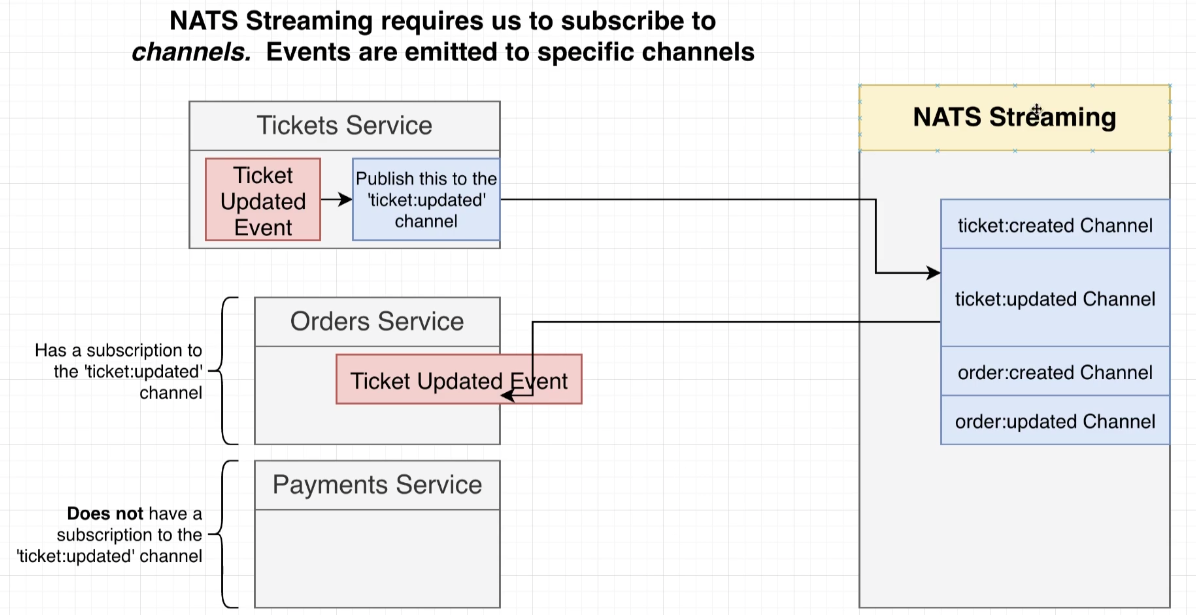 NATS Streaming requires us to subscribe to
channels.  Events are emitted to specific channels
Tickets Service
Ticket
Updated
Event
Publish this to the
'ticket:updated'
channel
NATS Streaming
ticket:created Channel
ticket:updated Channel
order:created Channel
order:updated Channel
Has a subscription to
the 'ticket:updated'
channel
Orders Service
Ticket Updated Event
Does not have a
subscription to the
'ticket:updated' channel
Payments Service